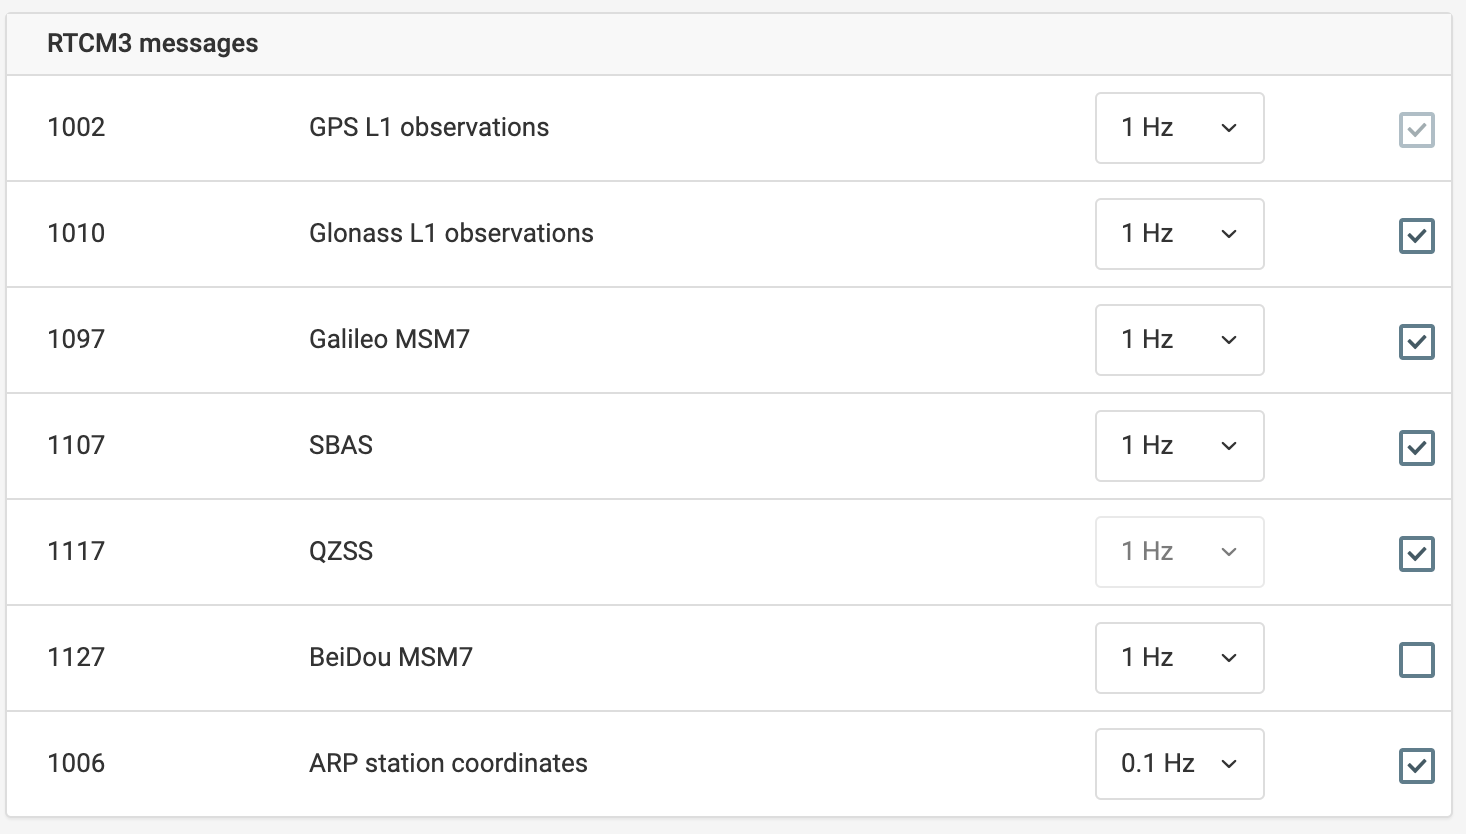 RTCM3 messages
1002 GPS L1 observations 1 Hz
1010 Glonass L1 observations 1 Hz
1097 Galileo MSM7 1 Hz
1107 SBAS 1 Hz
1117 QZSS 1 Hz
1127 BeiDou MSM7 1 Hz
1006 ARP station coordinates 0.1 Hz